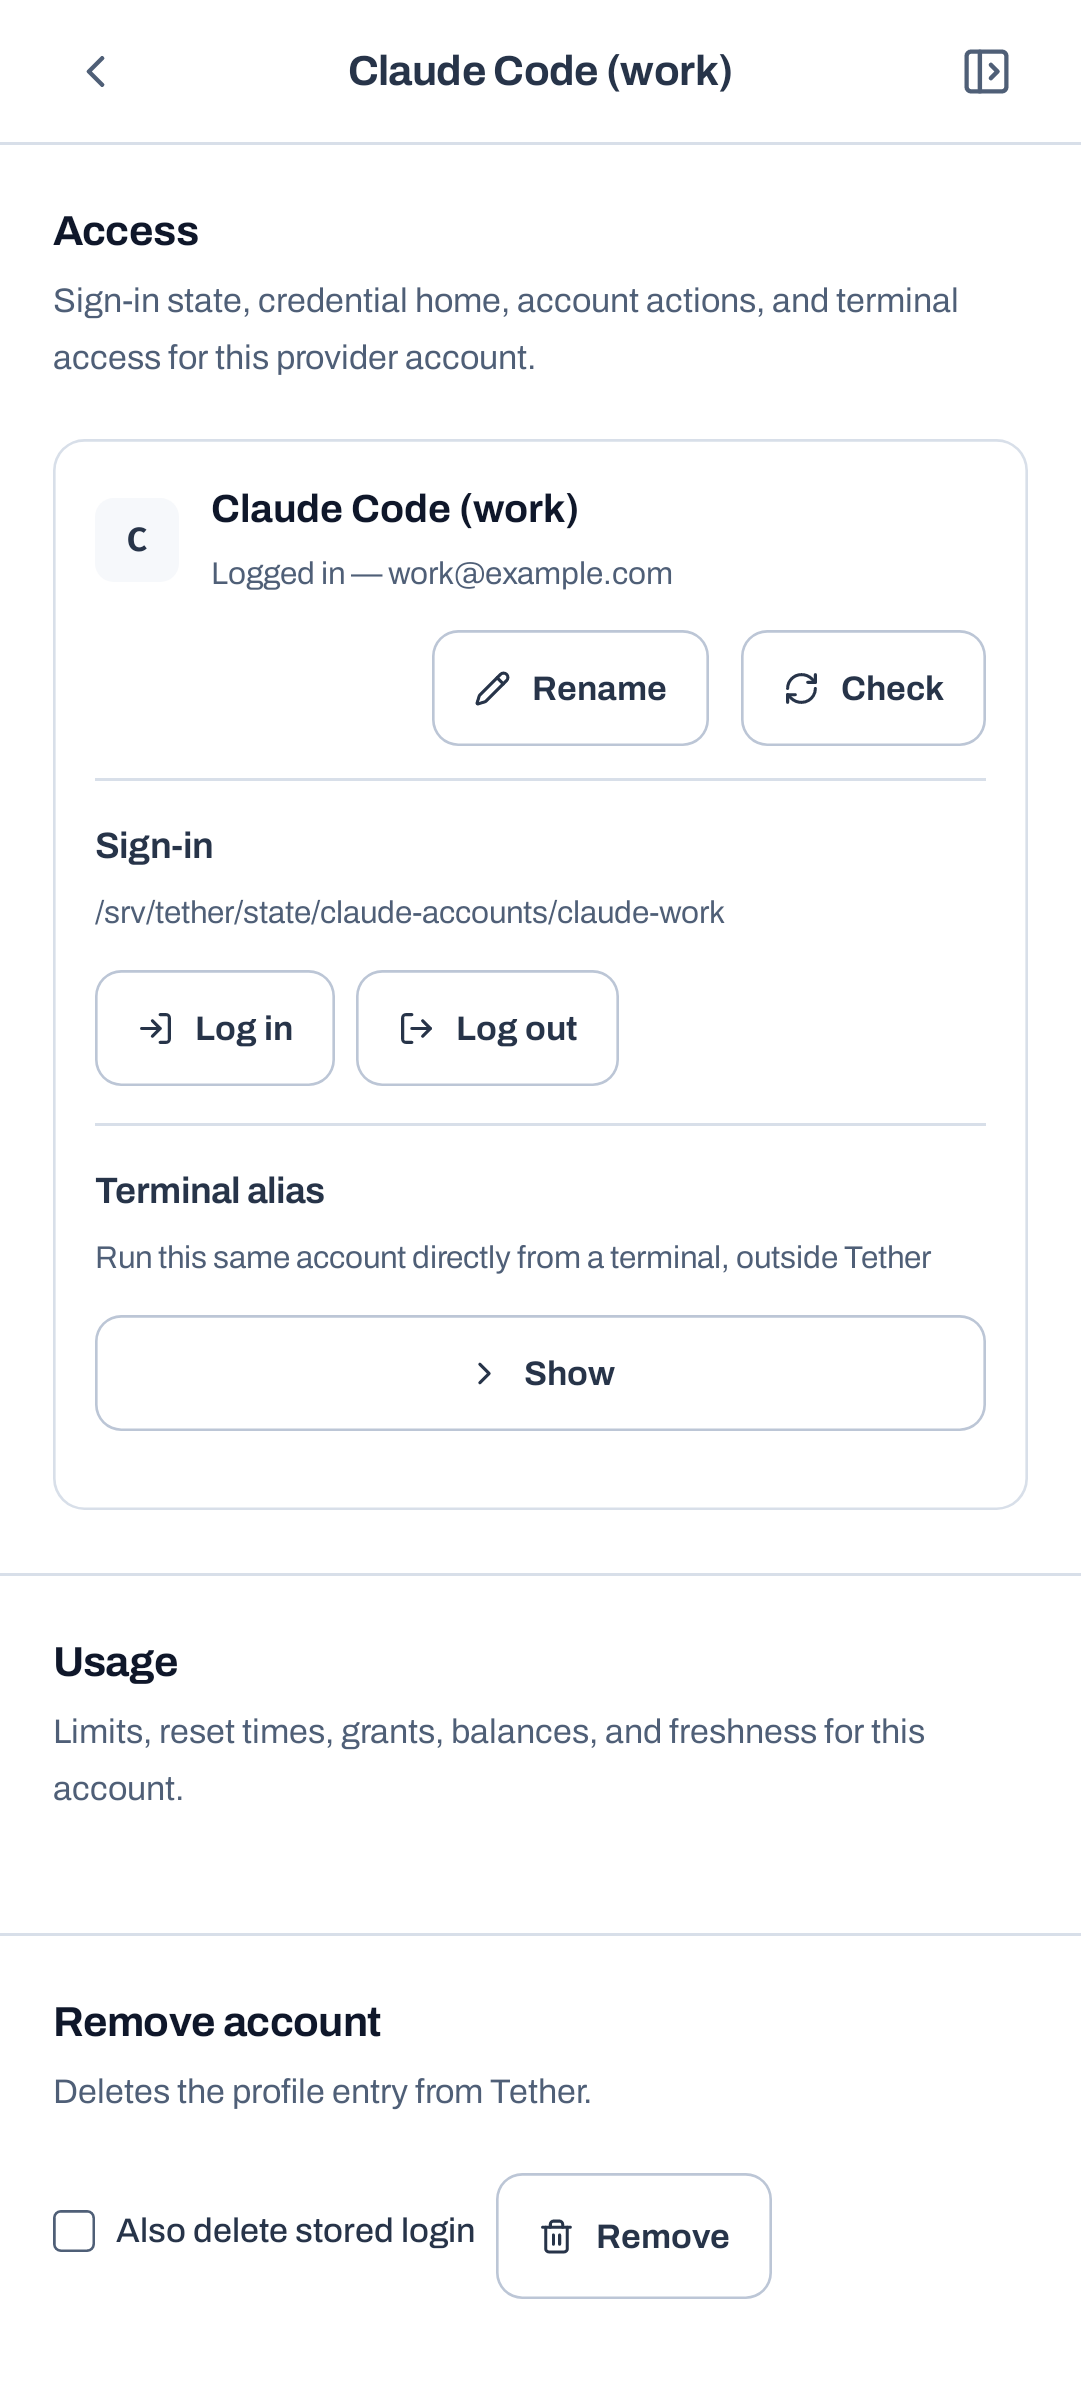 Claude Code (work)
Access
Sign-in state, credential home, account actions, and terminal
access for this provider account.
C
Claude Code (work)
Logged in — work@example.com
Rename
Check
Sign-in
/srv/tether/state/claude-accounts/claude-work
Log in
Log out
Terminal alias
Run this same account directly from a terminal, outside Tether
Show
Usage
Limits, reset times, grants, balances, and freshness for this
account.
Remove account
Deletes the profile entry from Tether.
Also delete stored login
Remove